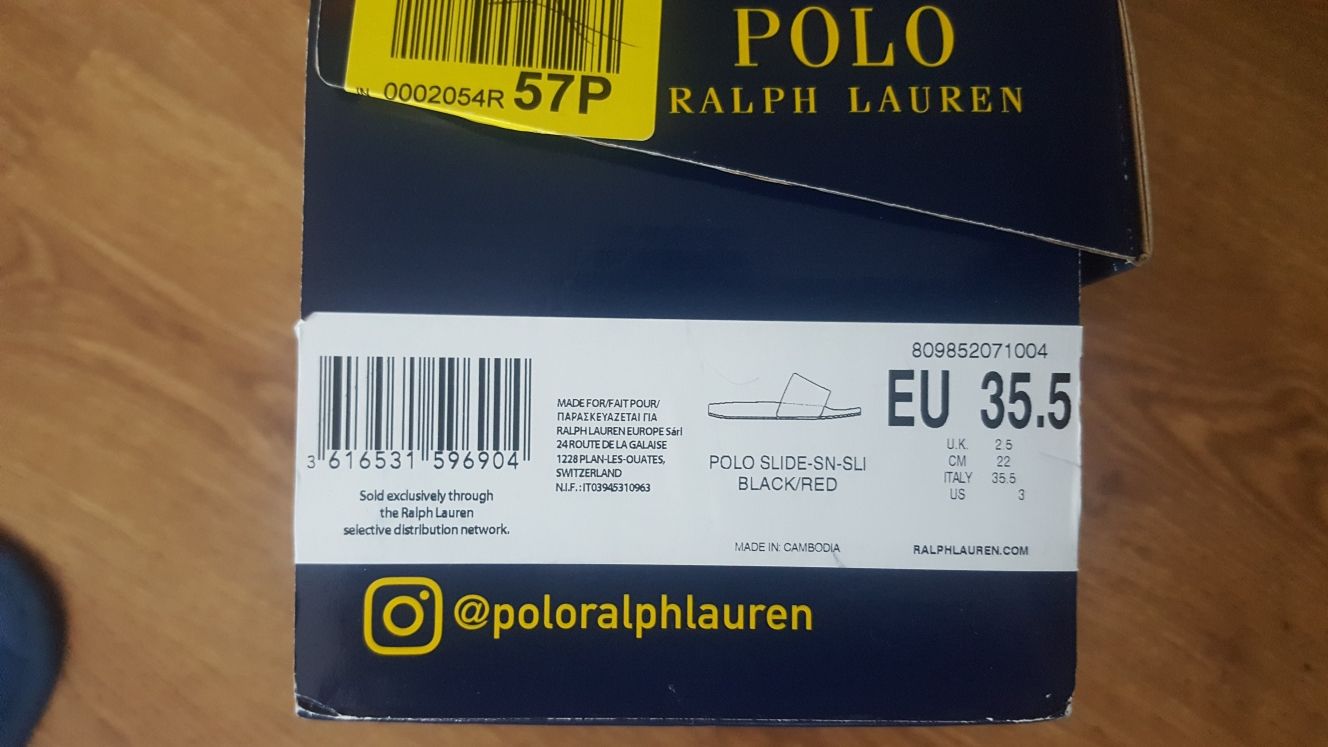 IN 0002054R 57P
POLO
RALPH LAUREN
3 616531 596904
Sold exclusively through
the Ralph Lauren
selective distribution network.
MADE FOR/FAIT POUR/
ΠΑΡΑΣΚΕΥΑΖΕΤΑΙ ΓΙΑ
RALPH LAUREN EUROPE Sárl
24 ROUTE DE LA GALAISE
1228 PLAN-LES-OUATES,
SWITZERLAND
N.I.F.: IT03945310963
POLO SLIDE-SN-SLI
BLACK/RED
MADE IN: CAMBODIA
809852071004
EU 35.5
U.K. 2.5
CM 22
ITALY 35.5
US 3
RALPHLAUREN.COM
@poloralphlauren